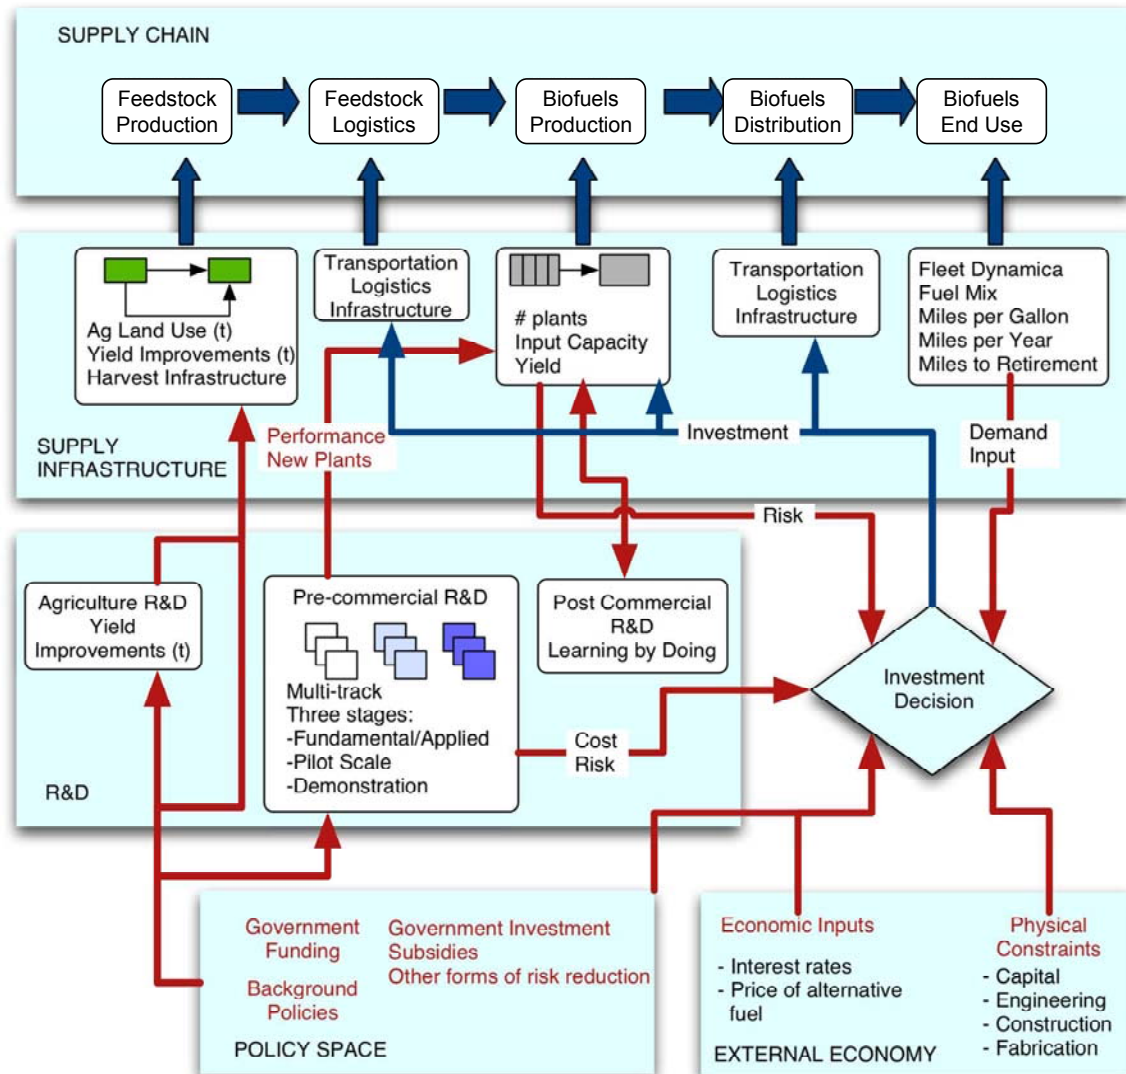 SUPPLY CHAIN
Feedstock
Production
Feedstock
Logistics
Biofuels
Production
Biofuels
Distribution
Biofuels
End Use
Ag Land Use (t)
Yield Improvements (t)
Harvest Infrastructure
Transportation
Logistics
Infrastructure
# plants
Input Capacity
Yield
Transportation
Logistics
Infrastructure
Fleet Dynamica
Fuel Mix
Miles per Gallon
Miles per Year
Miles to Retirement
SUPPLY
INFRASTRUCTURE
Performance
New Plants
Investment
Demand
Input
Risk
Agriculture R&D
Yield
Improvements (t)
Pre-commercial R&D
Multi-track
Three stages:
-Fundamental/Applied
-Pilot Scale
-Demonstration
Post Commercial
R&D
Learning by Doing
Cost
Risk
Investment
Decision
R&D
Government
Funding
Background
Policies
Government Investment
Subsidies
Other forms of risk reduction
POLICY SPACE
Economic Inputs
- Interest rates
- Price of alternative
fuel
Physical
Constraints
- Capital
- Engineering
- Construction
- Fabrication
EXTERNAL ECONOMY